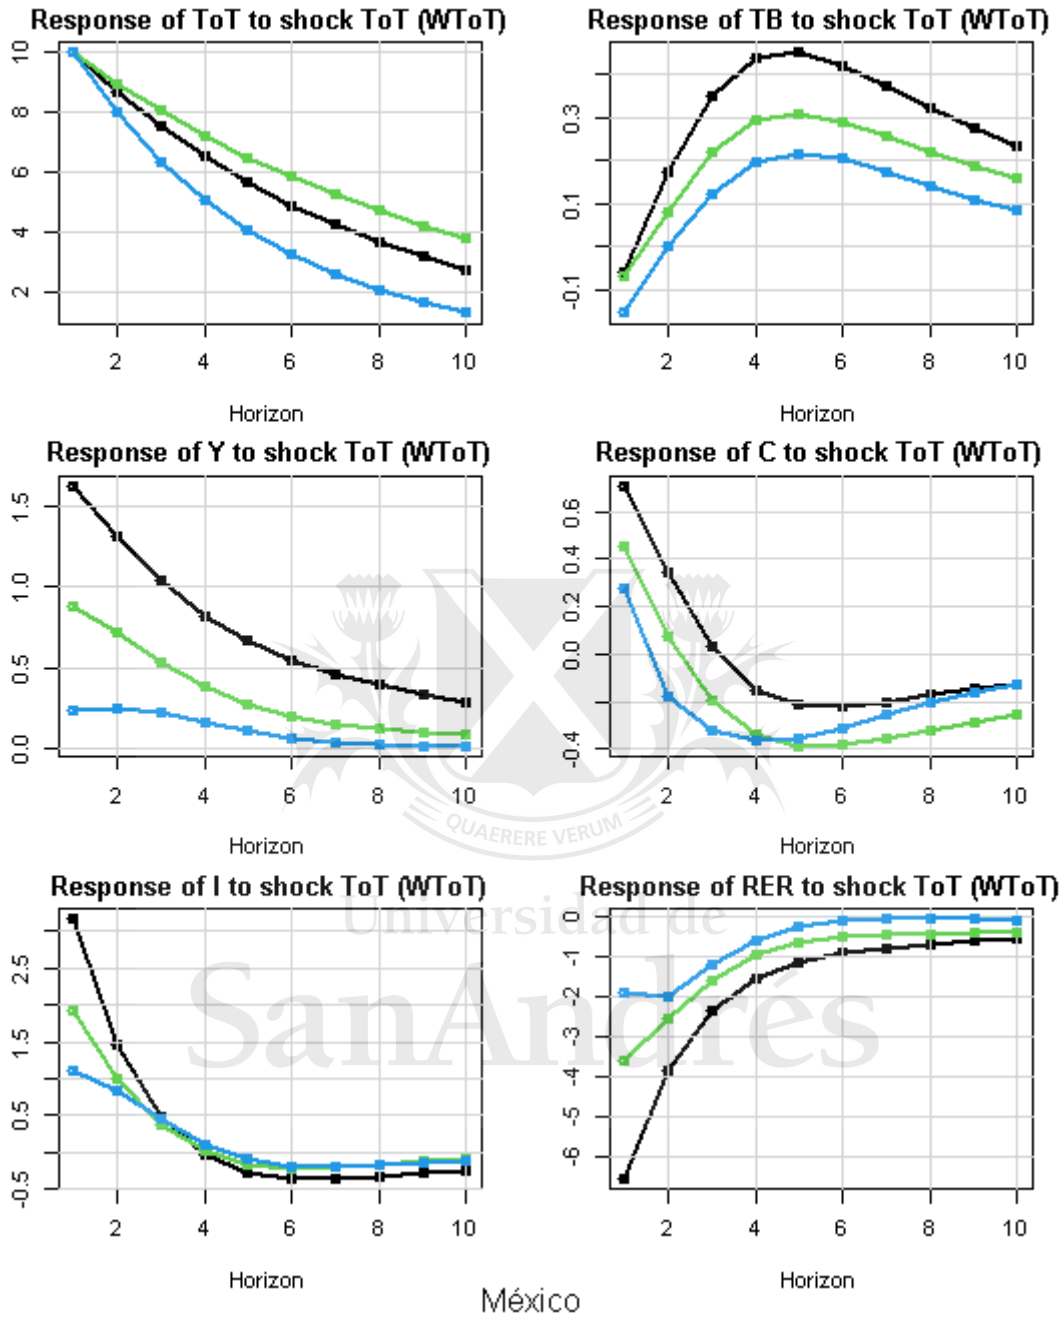 Response of ToT to shock ToT (WToT)
10
8
6
4
2
2 4 6 8 10
Horizon
Response of TB to shock ToT (WToT)
0.3
0.1
-0.1
2 4 6 8 10
Horizon
Response of Y to shock ToT (WToT)
1.5
1.0
0.5
0.0
2 4 6 8 10
Horizon
Response of C to shock ToT (WToT)
0.6
0.4
0.2
0.0
-0.4
2 4 6 8 10
Horizon
QUAERERE VERUM
Universidad de
SanAndrés
Response of I to shock ToT (WToT)
2.5
1.5
0.5
-0.5
2 4 6 8 10
Horizon
Response of RER to shock ToT (WToT)
0
-1
-2
-3
-4
-5
-6
2 4 6 8 10
Horizon
México